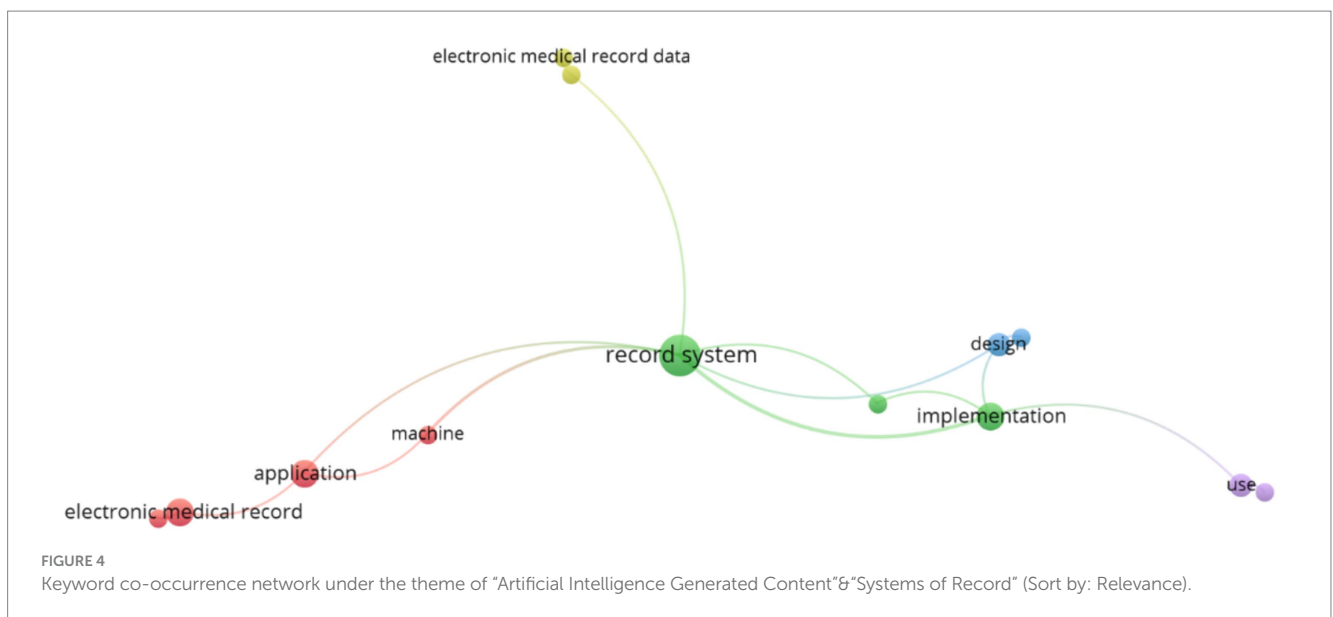 electronic medical record data
record system
design
implementation
machine
application
use
electronic medical record
FIGURE 4
Keyword co-occurrence network under the theme of “Artificial Intelligence Generated Content“&“Systems of Record” (Sort by: Relevance).